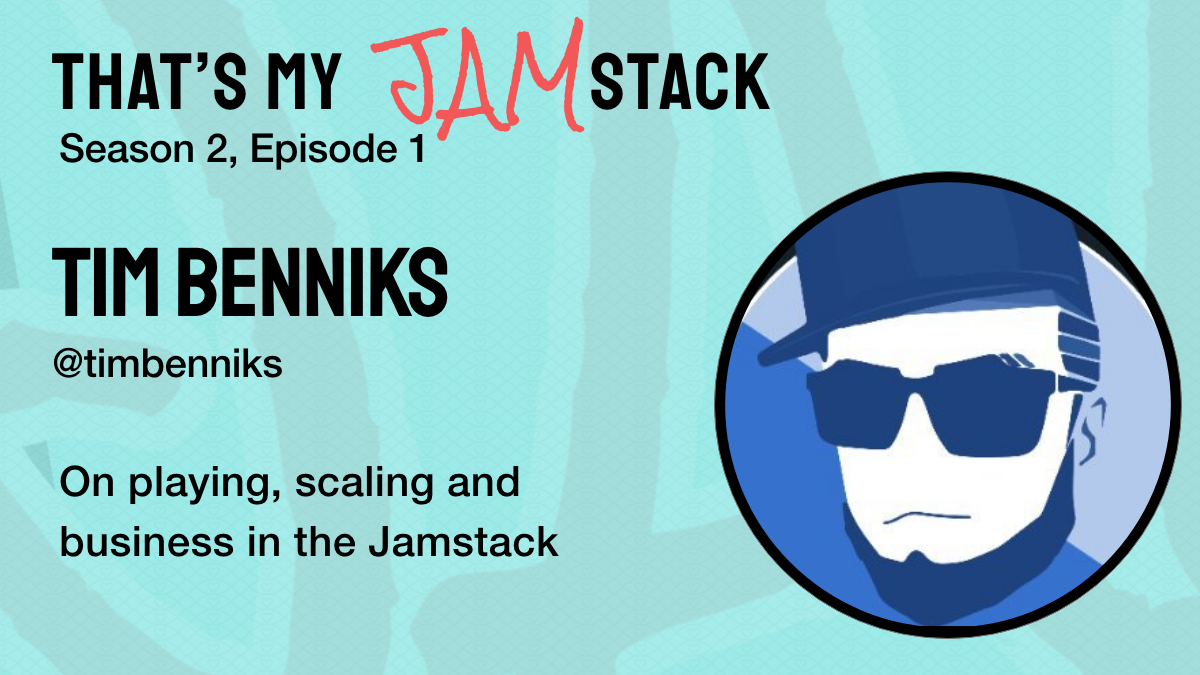 THAT'S MY JAMSTACK
Season 2, Episode 1
TIM BENNIKS
@timbenniks
On playing, scaling and
business in the Jamstack